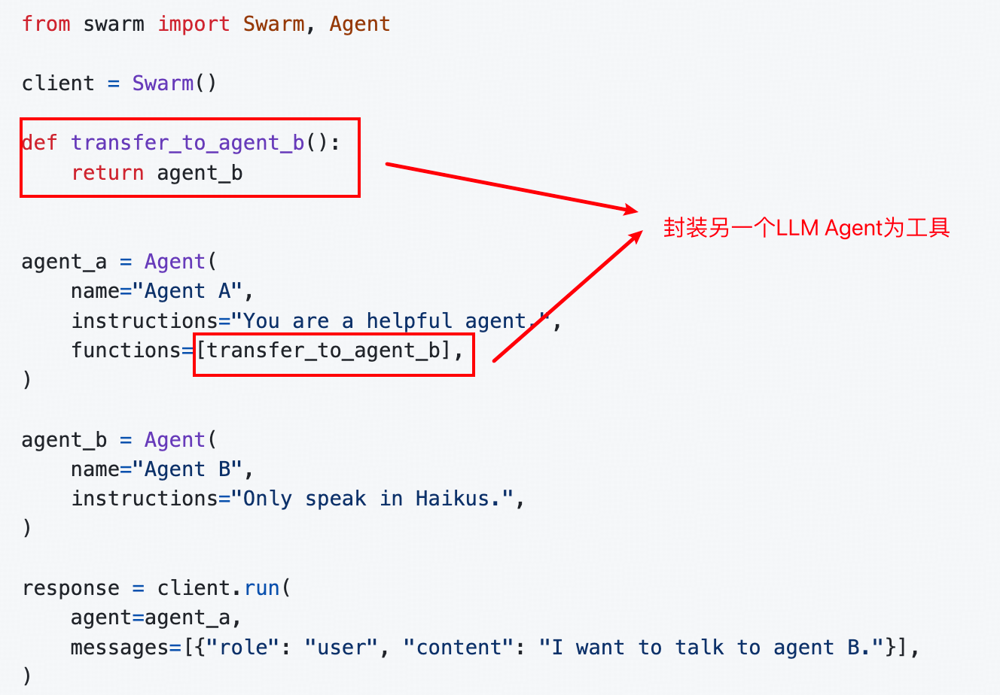 from swarm import Swarm, Agent
client = Swarm()
def transfer_to_agent_b():
    return agent_b
封装另一个LLM Agent为工具
agent_a = Agent(
    name="Agent A",
    instructions="You are a helpful agent.",
    functions=[transfer_to_agent_b],
)
agent_b = Agent(
    name="Agent B",
    instructions="Only speak in Haikus.",
)
response = client.run(
    agent=agent_a,
    messages=[{"role": "user", "content": "I want to talk to agent B."}],
)